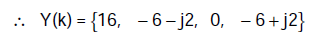 ∴ Y(k) = {16, −6−j2, 0, −6+j2}